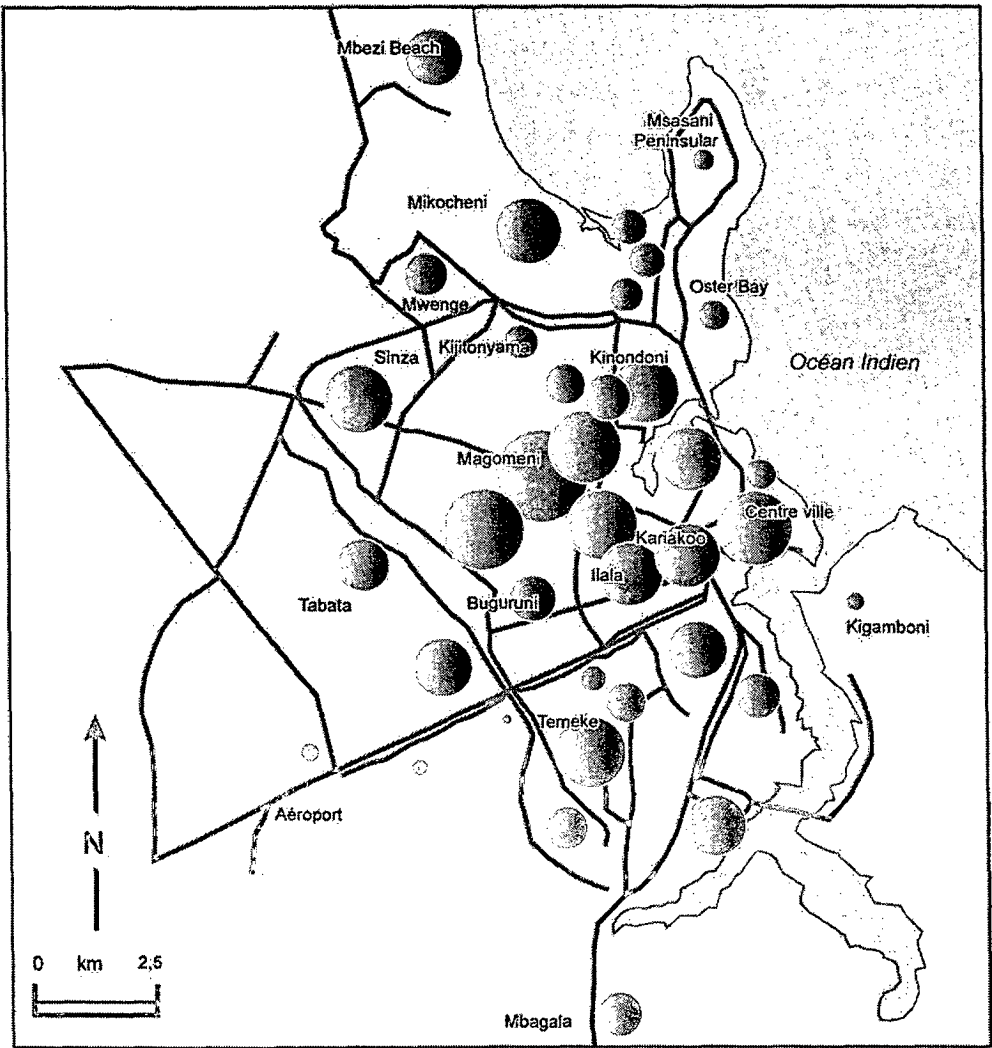 Mbezi Beach
Msasani
Peninsular
Mikocheni
Oster Bay
Mwenge
Kijitonyama
Sinza
Kinondoni
Océan Indien
Magomeni
Centre ville
Kariakoo
Ilala
Buguruni
Tabata
Kigamboni
Temeke
Aéroport
N
0 km 2,5
Mbagala